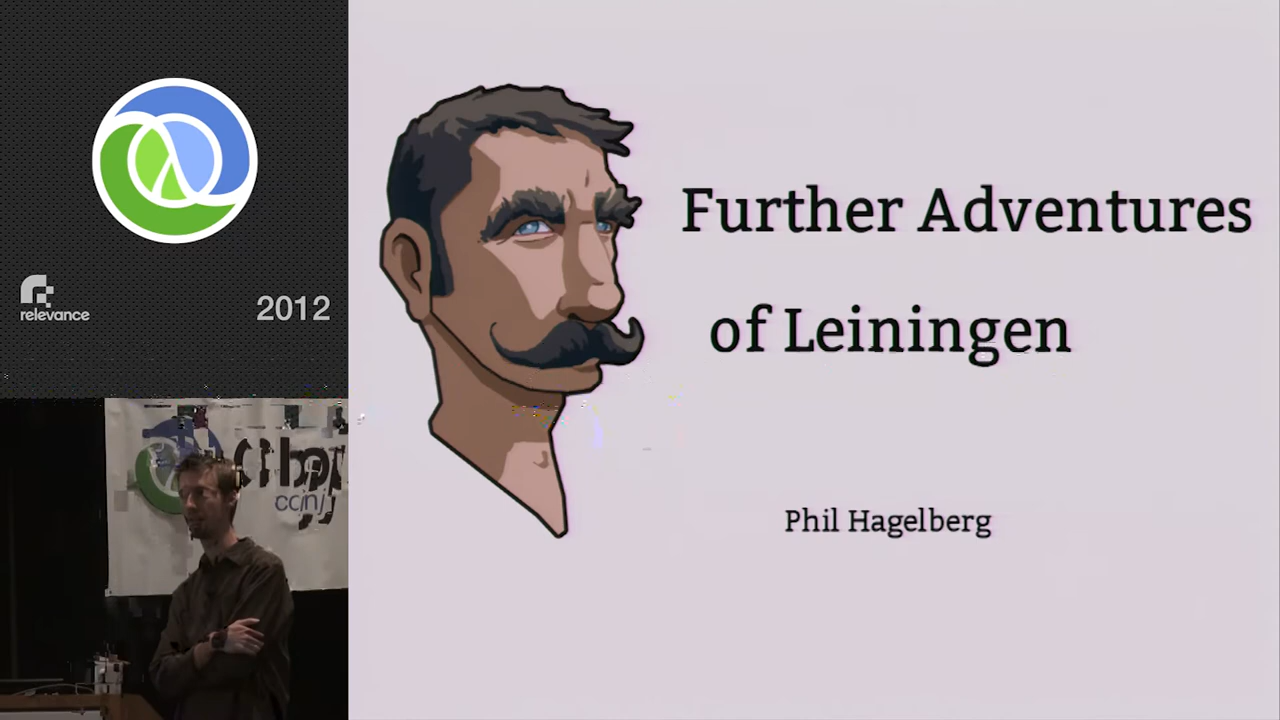 relevance
2012
Further Adventures
of Leiningen
Phil Hagelberg